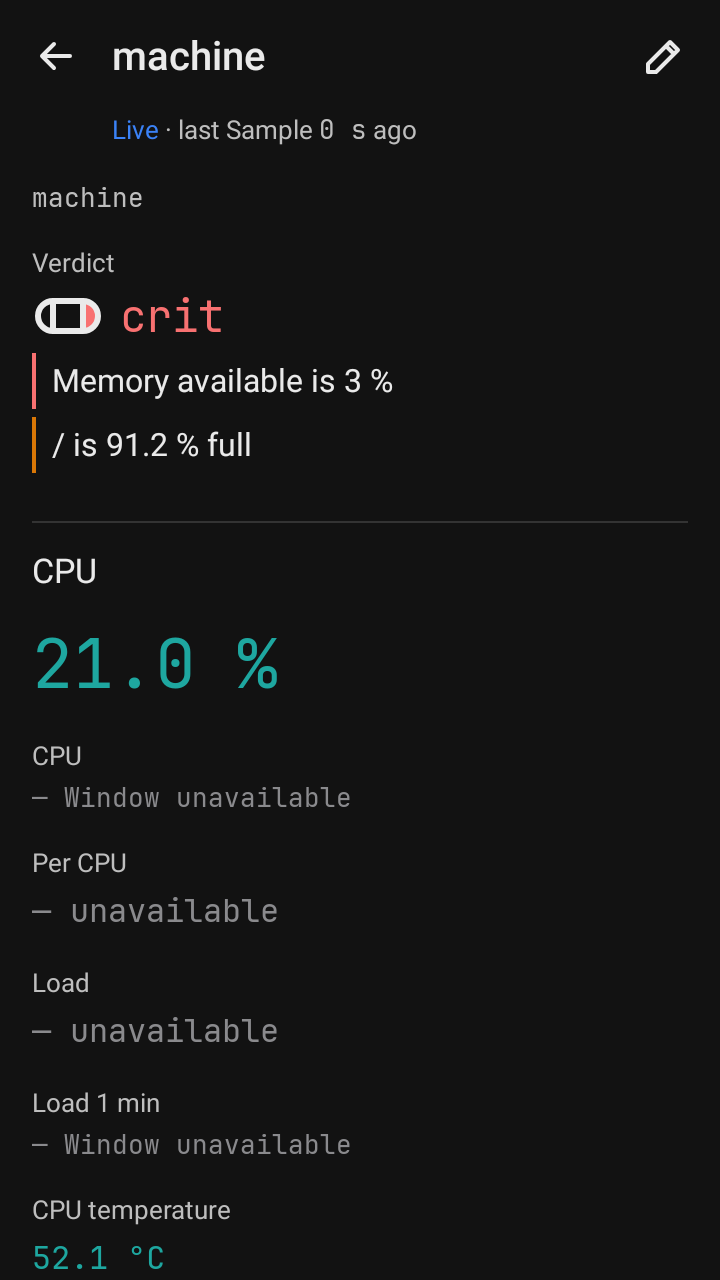 machine
Live · last Sample 0 s ago
machine
Verdict
crit
Memory available is 3 %
/ is 91.2 % full
CPU
21.0 %
CPU
— Window unavailable
Per CPU
— unavailable
Load
— unavailable
Load 1 min
— Window unavailable
CPU temperature
52.1 °C